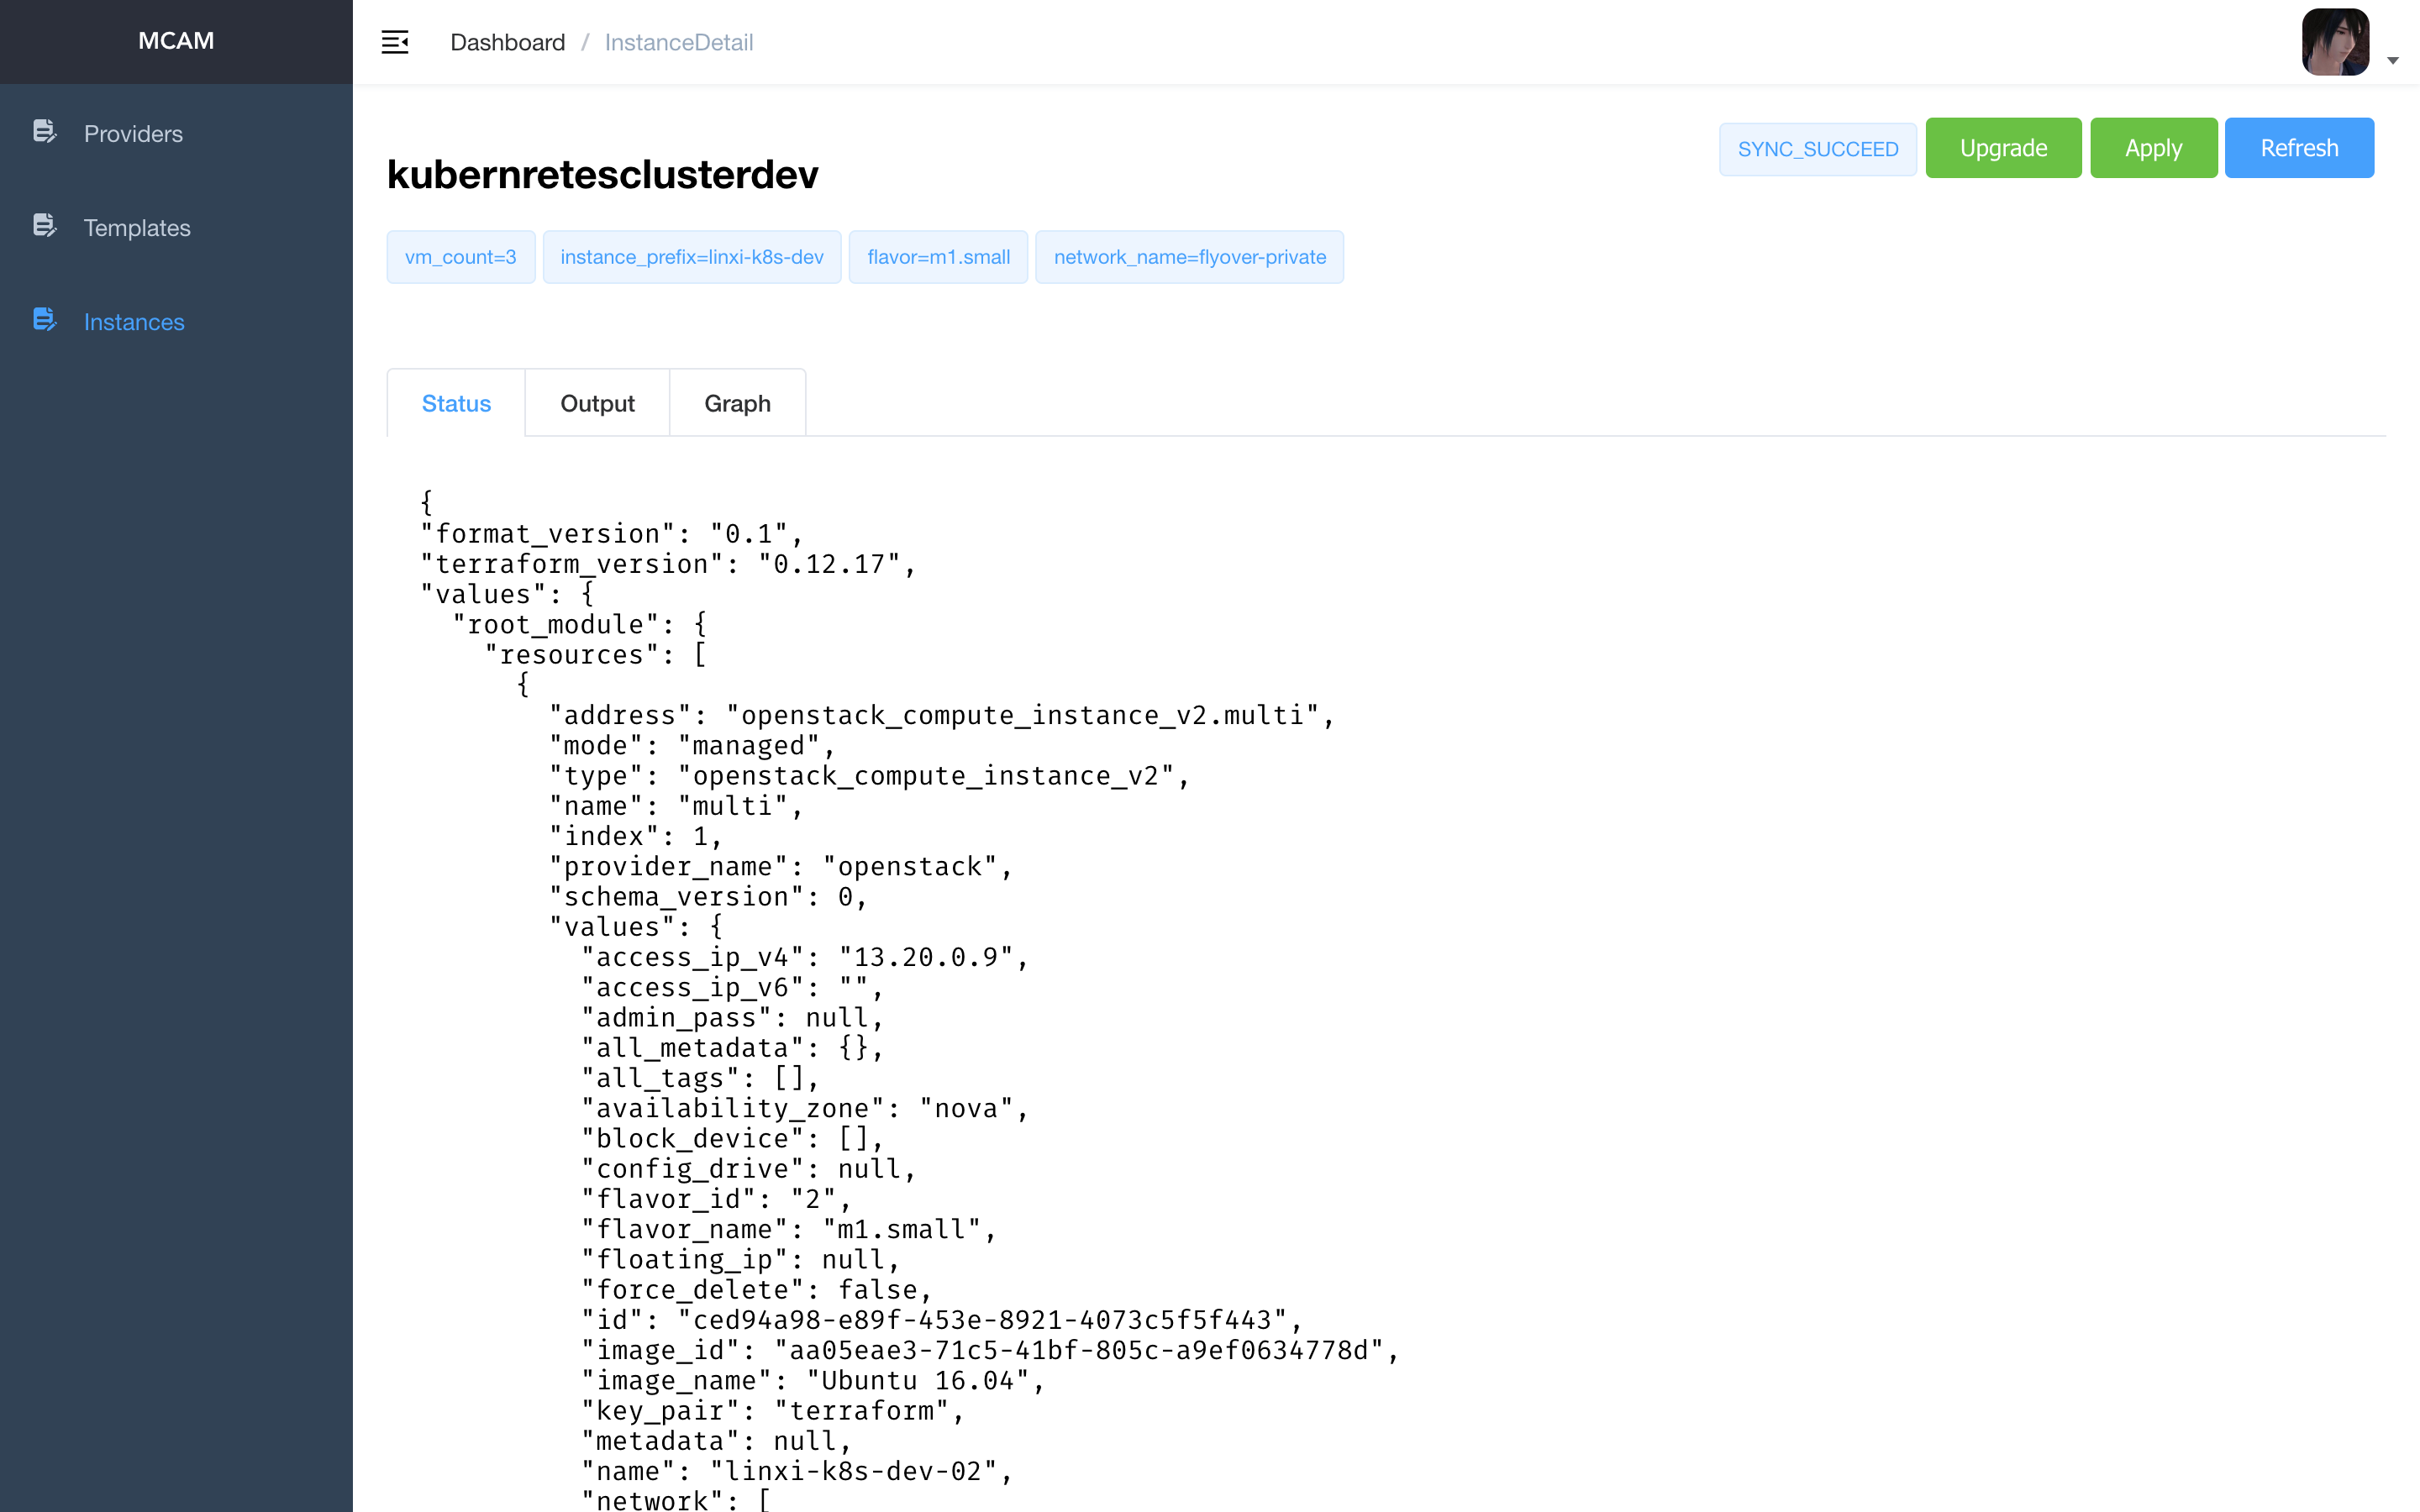 MCAM
Dashboard / InstanceDetail
Providers
Templates
Instances
kubernretesclusterdev
SYNC_SUCCEED Upgrade Apply Refresh
vm_count=3 instance_prefix=linxi-k8s-dev flavor=m1.small network_name=flyover-private
Status Output Graph
{
"format_version": "0.1",
"terraform_version": "0.12.17",
"values": {
"root_module": {
"resources": [
{
"address": "openstack_compute_instance_v2.multi",
"mode": "managed",
"type": "openstack_compute_instance_v2",
"name": "multi",
"index": 1,
"provider_name": "openstack",
"schema_version": 0,
"values": {
"access_ip_v4": "13.20.0.9",
"access_ip_v6": "",
"admin_pass": null,
"all_metadata": {},
"all_tags": [],
"availability_zone": "nova",
"block_device": [],
"config_drive": null,
"flavor_id": "2",
"flavor_name": "m1.small",
"floating_ip": null,
"force_delete": false,
"id": "ced94a98-e89f-453e-8921-4073c5f5f443",
"image_id": "aa05eae3-71c5-41bf-805c-a9ef0634778d",
"image_name": "Ubuntu 16.04",
"key_pair": "terraform",
"metadata": null,
"name": "linxi-k8s-dev-02",
"network": [